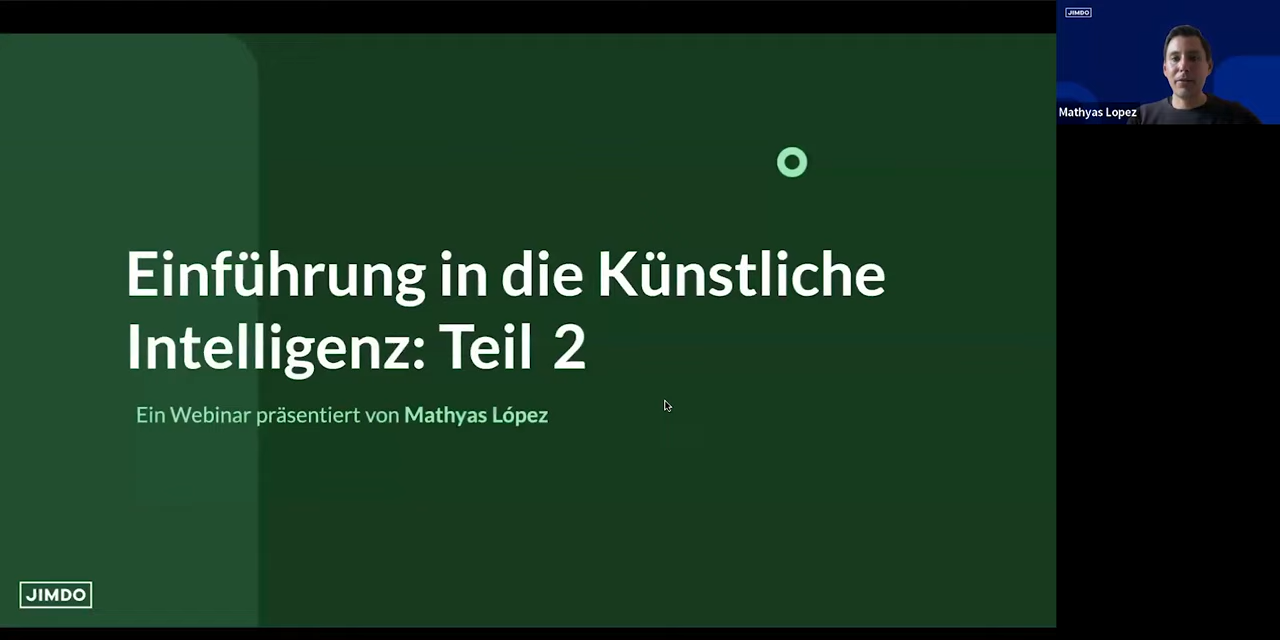 Einführung in die Künstliche
Intelligenz: Teil 2
Ein Webinar präsentiert von Mathyas López
JIMDO
JIMDO
Mathyas Lopez